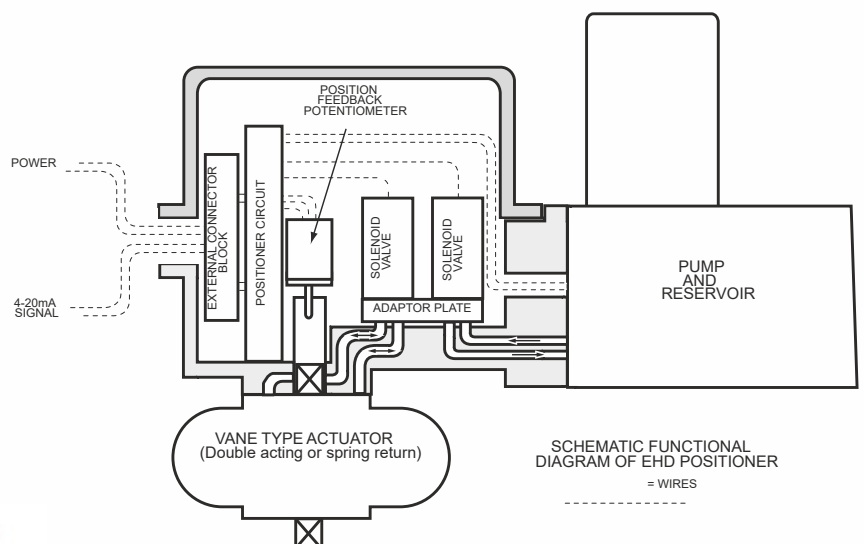 POSITION
FEEDBACK
POTENTIOMETER
POWER
4-20mA
SIGNAL
EXTERNAL CONNECTOR
BLOCK
POSITIONER CIRCUIT
SOLENOID
VALVE
SOLENOID
VALVE
ADAPTOR PLATE
PUMP
AND
RESERVOIR
VANE TYPE ACTUATOR
(Double acting or spring return)
SCHEMATIC FUNCTIONAL
DIAGRAM OF EHD POSITIONER
= WIRES